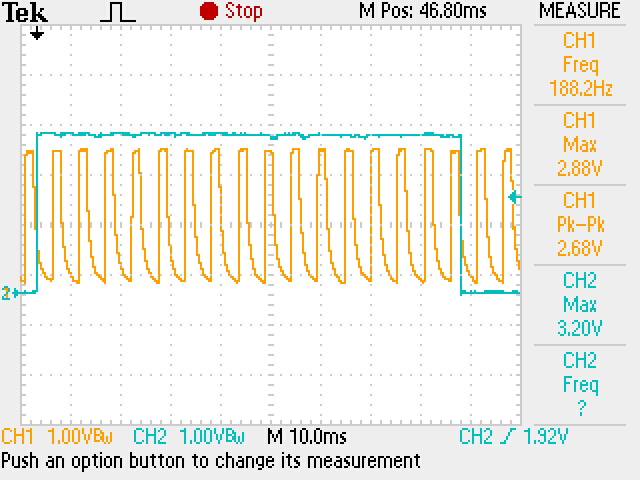 Tek Stop M Pos: 46.80ms MEASURE
CH1
Freq
188.2Hz
CH1
Max
2.88V
CH1
Pk-Pk
2.68V
CH2
Max
3.20V
CH2
Freq
?
2
CH1 1.00VBw CH2 1.00VBw M 10.0ms CH2 1.92V
Push an option button to change its measurement